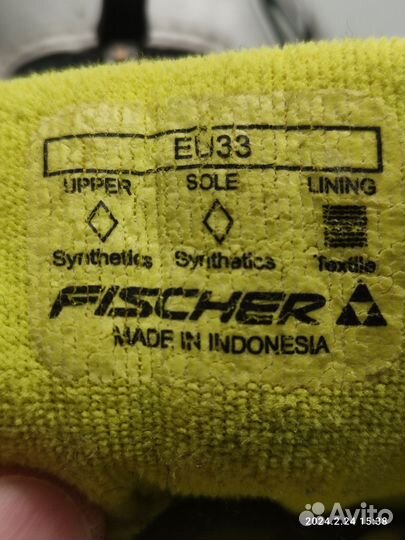 EU33
UPPER SOLE LINING
Synthetics Synthetics Textile
FISCHER
MADE IN INDONESIA
2024.2.24 15:38
Avito